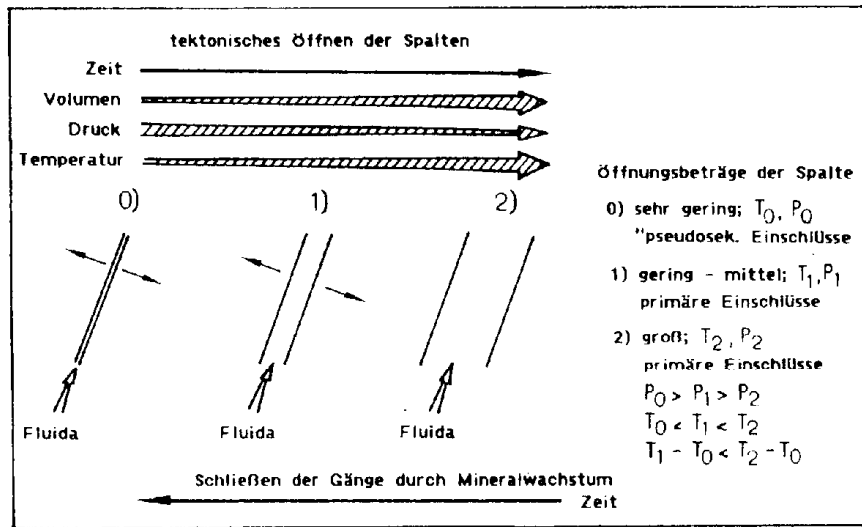 tektonisches Öffnen der Spalten
Zeit
Volumen
Druck
Temperatur
0) 1) 2)
Fluida Fluida Fluida
Schließen der Gänge durch Mineralwachstum
Zeit
Öffnungsbeträge der Spalte
0) sehr gering; T₀, P₀
"pseudosek. Einschlüsse
1) gering - mittel; T₁, P₁
primäre Einschlüsse
2) groß; T₂, P₂
primäre Einschlüsse
P₀ > P₁ > P₂
T₀ < T₁ < T₂
T₁ - T₀ < T₂ - T₀